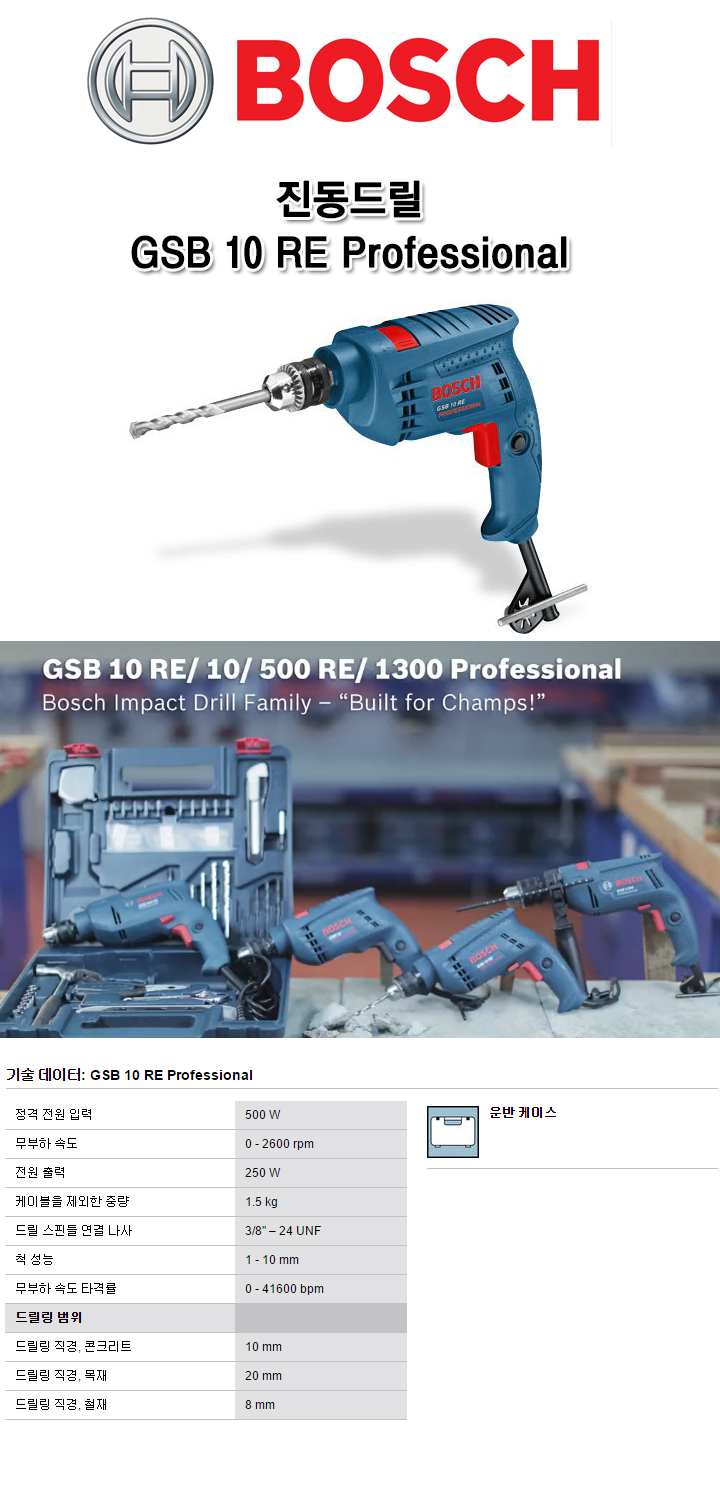 BOSCH
진동드릴
GSB 10 RE Professional
BOSCH
GSB 10 RE
PROFESSIONAL
GSB 10 RE/ 10/ 500 RE/ 1300 Professional
Bosch Impact Drill Family – “Built for Champs!”
BOSCH
BOSCH
BOSCH
BOSCH
기술 데이터: GSB 10 RE Professional
정격 전원 입력 500 W
무부하 속도 0 - 2600 rpm
전원 출력 250 W
케이블을 제외한 중량 1.5 kg
드릴 스핀들 연결 나사 3/8" – 24 UNF
척 성능 1 - 10 mm
무부하 속도 타격률 0 - 41600 bpm
드릴링 범위
드릴링 직경, 콘크리트 10 mm
드릴링 직경, 목재 20 mm
드릴링 직경, 철재 8 mm
운반 케이스